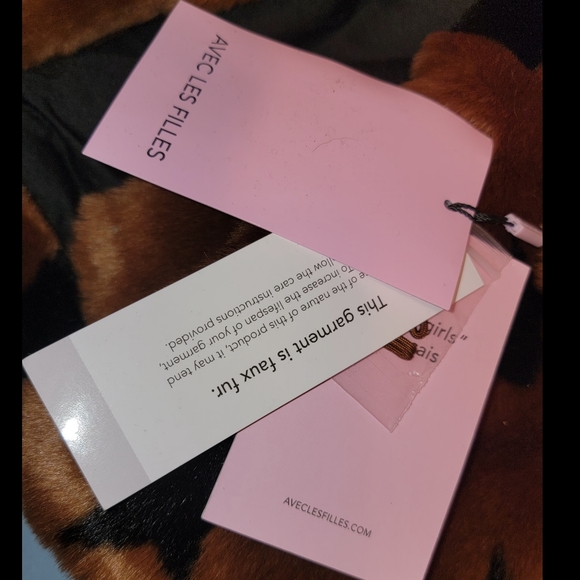 AVEC LES FILLES
This garment is faux fur.
of the nature of this product, it may tend
To increase the lifespan of your garment,
the care instructions provided.
girls"
AVECLESFILLES.COM